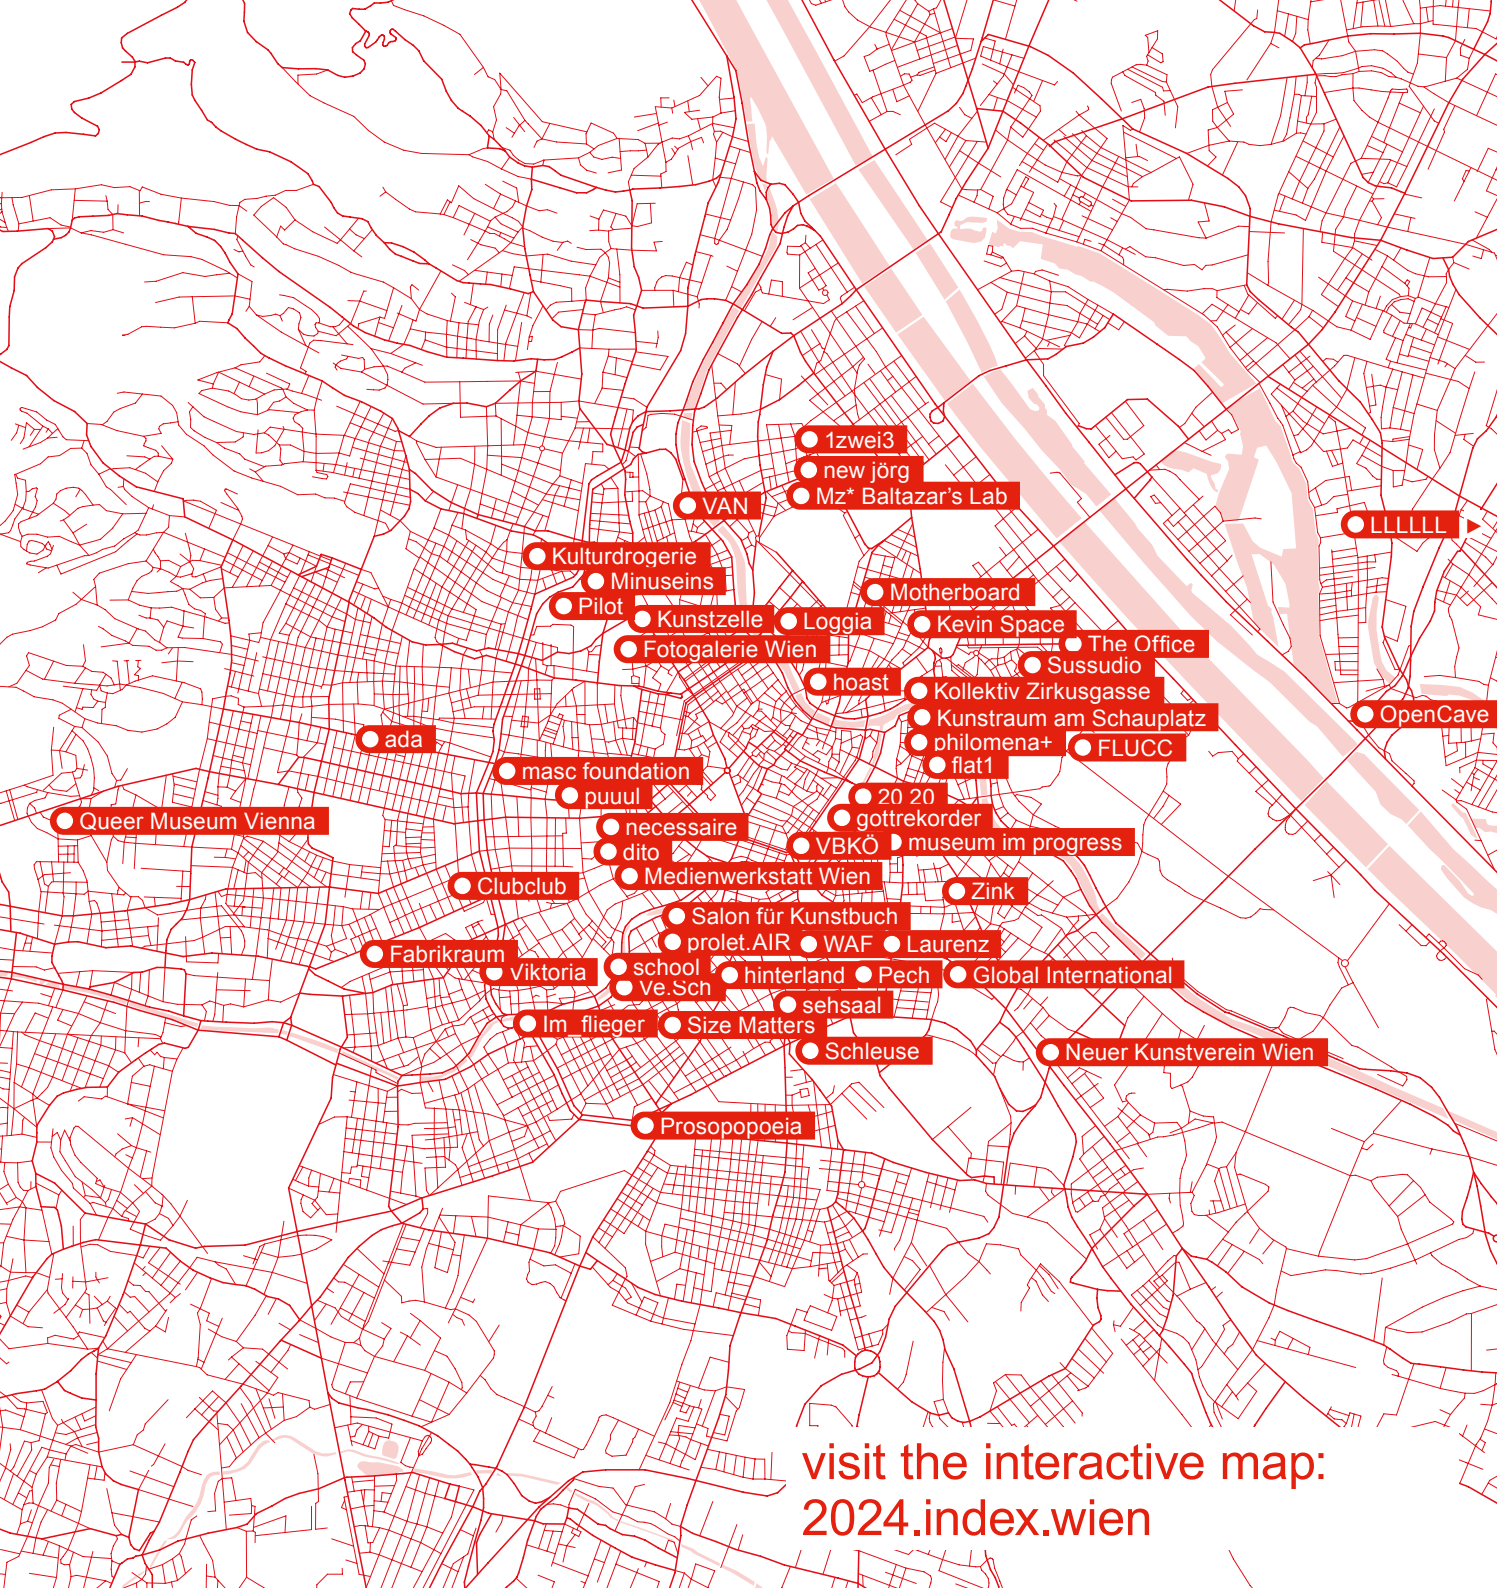 1zwei3
new jörg
Mz* Baltazar's Lab
VAN
LLLLLL
Kulturdrogerie
Minuseins
Motherboard
Pilot
Kunstzelle
Loggia
Kevin Space
The Office
Fotogalerie Wien
Sussudio
hoast
Kollektiv Zirkusgasse
Kunstraum am Schauplatz
OpenCave
ada
philomena+
FLUCC
flat1
masc foundation
puuul
20 20
Queer Museum Vienna
gottrekorder
necessaire
VBKÖ
museum im progress
dito
Medienwerkstatt Wien
Clubclub
Zink
Salon für Kunstbuch
prolet.AIR
WAF
Laurenz
Fabrikraum
Viktoria
school
hinterland
Pech
Global International
Ve.Sch
sehsaal
Im_flieger
Size Matters
Schleuse
Neuer Kunstverein Wien
Prosopopoeia
visit the interactive map:
2024.index.wien